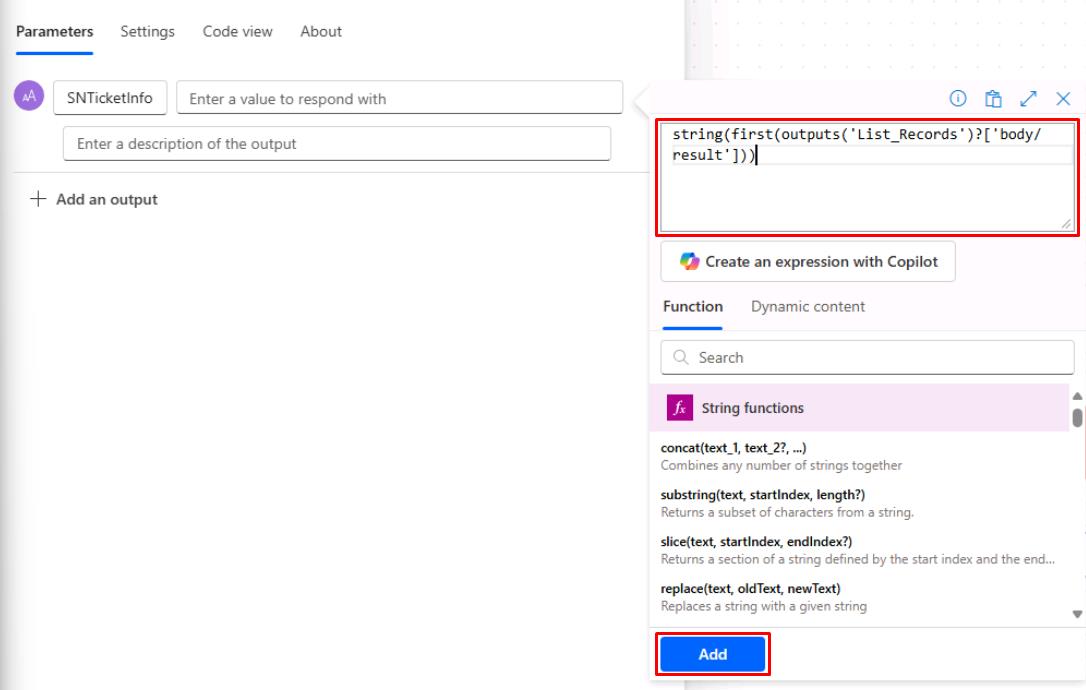 Parameters Settings Code view About
AA SNTicketInfo Enter a value to respond with
Enter a description of the output
Add an output
string(first(outputs('List_Records')?['body/
result']))
Create an expression with Copilot
Function Dynamic content
Search
fx String functions
concat(text_1, text_2?, ...)
Combines any number of strings together
substring(text, startIndex, length?)
Returns a subset of characters from a string.
slice(text, startIndex, endIndex?)
Returns a section of a string defined by the start index and the end...
replace(text, oldText, newText)
Replaces a string with a given string
Add